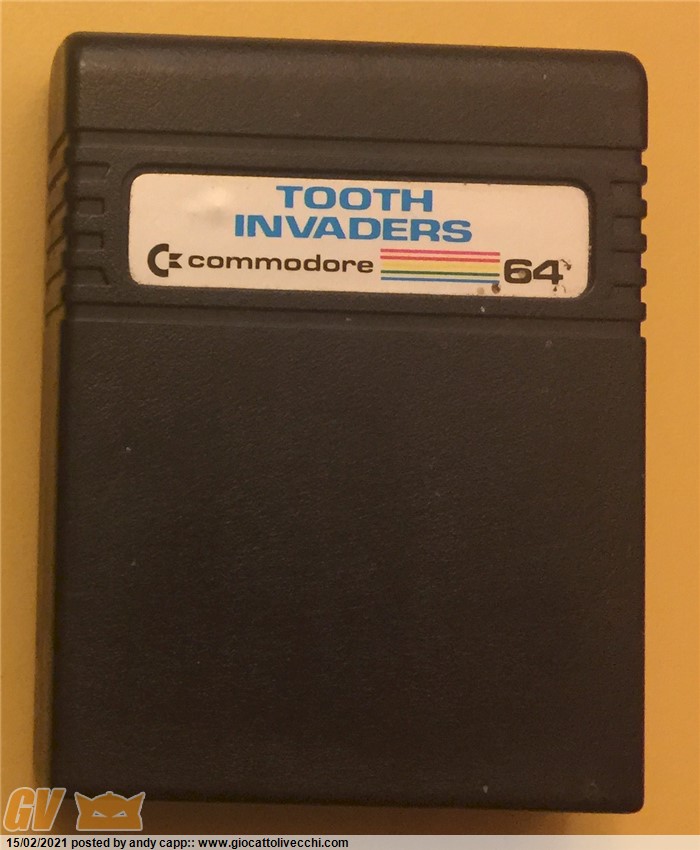 TOOTH
INVADERS
commodore 64
GV
15/02/2021 posted by andy capp:: www.giocattolivecchi.com